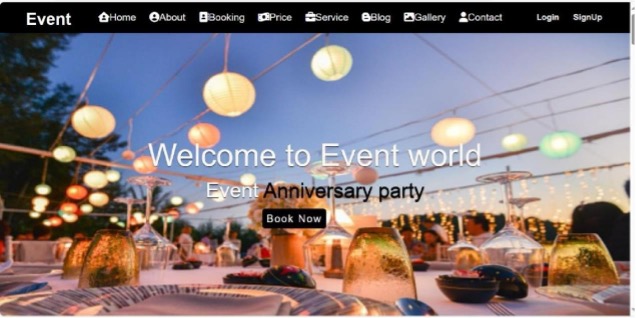 Event Home About Booking Price Service Blog Gallery Contact Login SignUp
Welcome to Event world
Event Anniversary party
Book Now